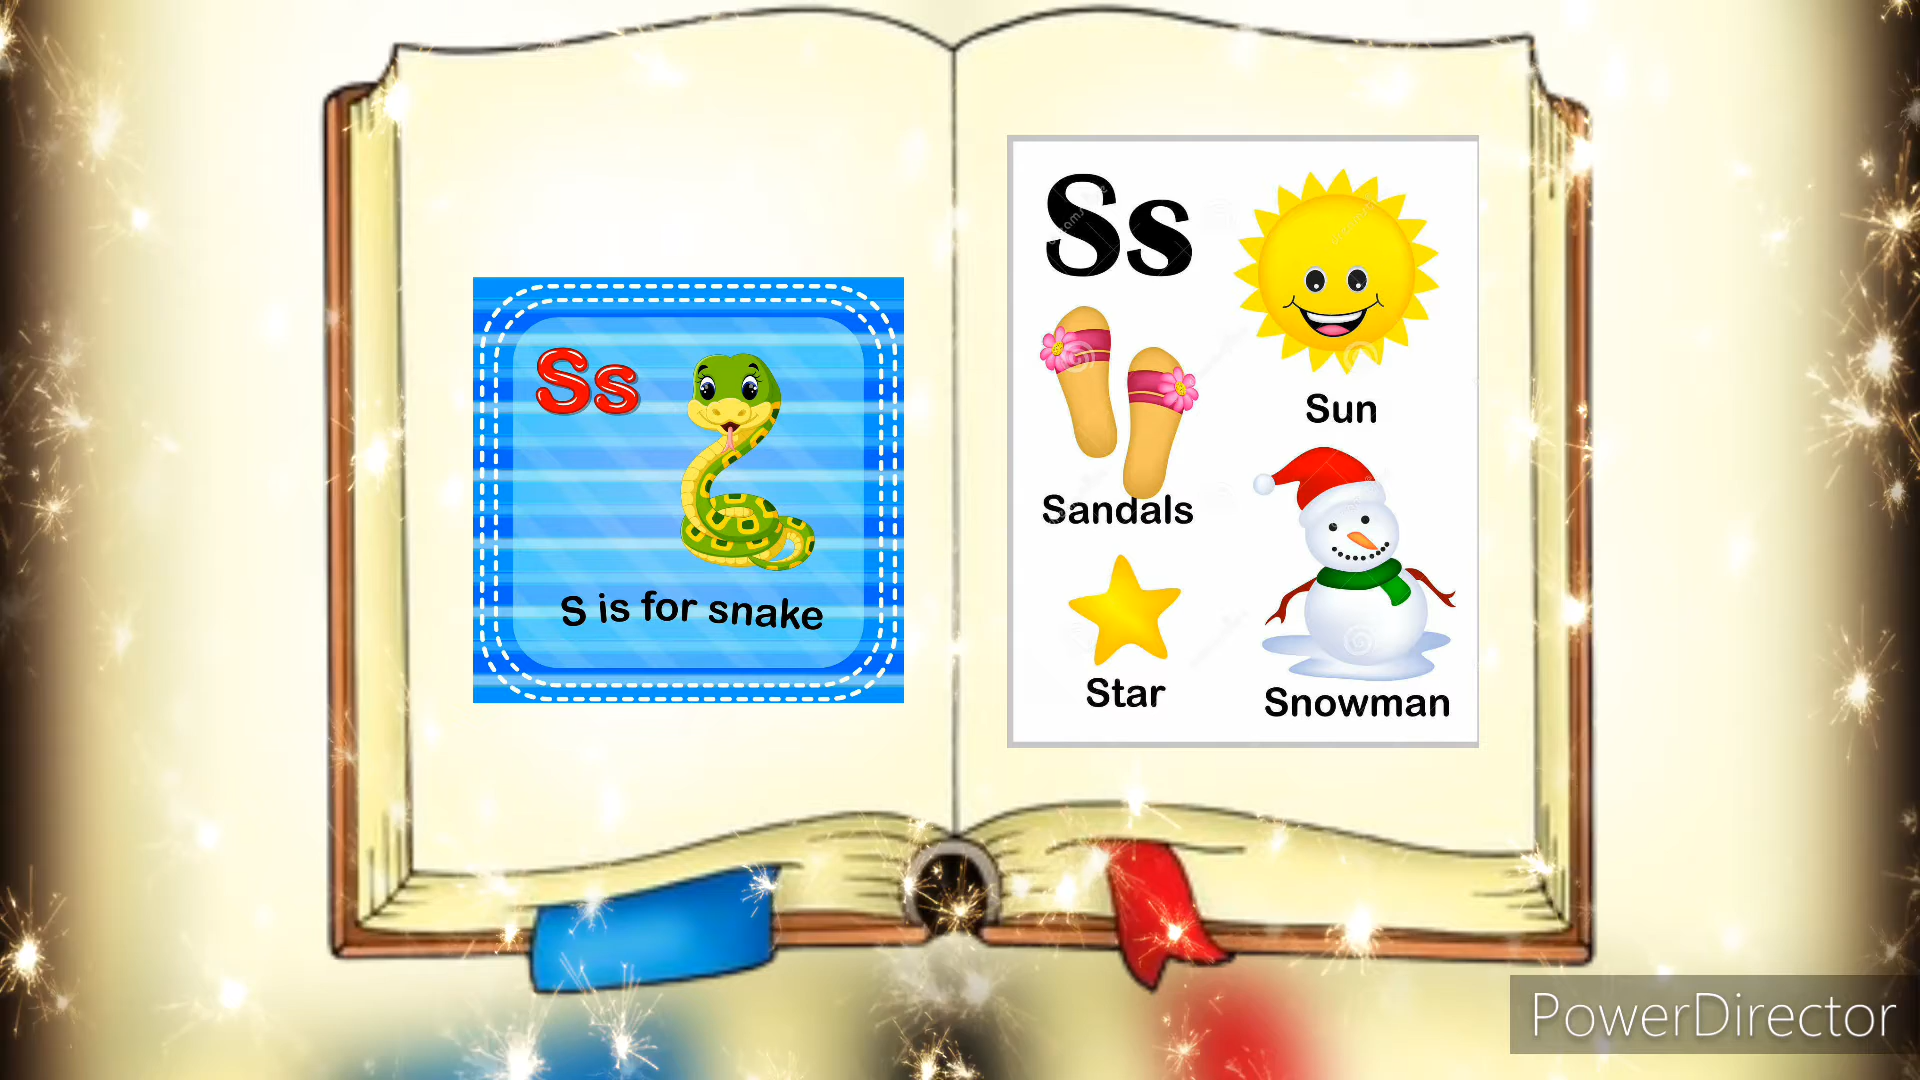 Ss
S is for snake
Ss
Sun
Sandals
Star
Snowman
PowerDirector